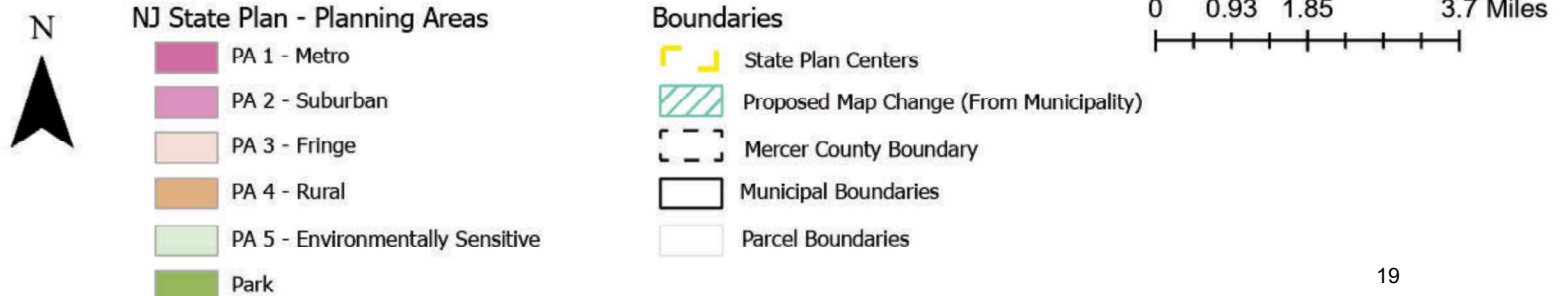 N
NJ State Plan - Planning Areas
PA 1 - Metro
PA 2 - Suburban
PA 3 - Fringe
PA 4 - Rural
PA 5 - Environmentally Sensitive
Park
Boundaries
State Plan Centers
Proposed Map Change (From Municipality)
Mercer County Boundary
Municipal Boundaries
Parcel Boundaries
0 0.93 1.85 3.7 Miles
19